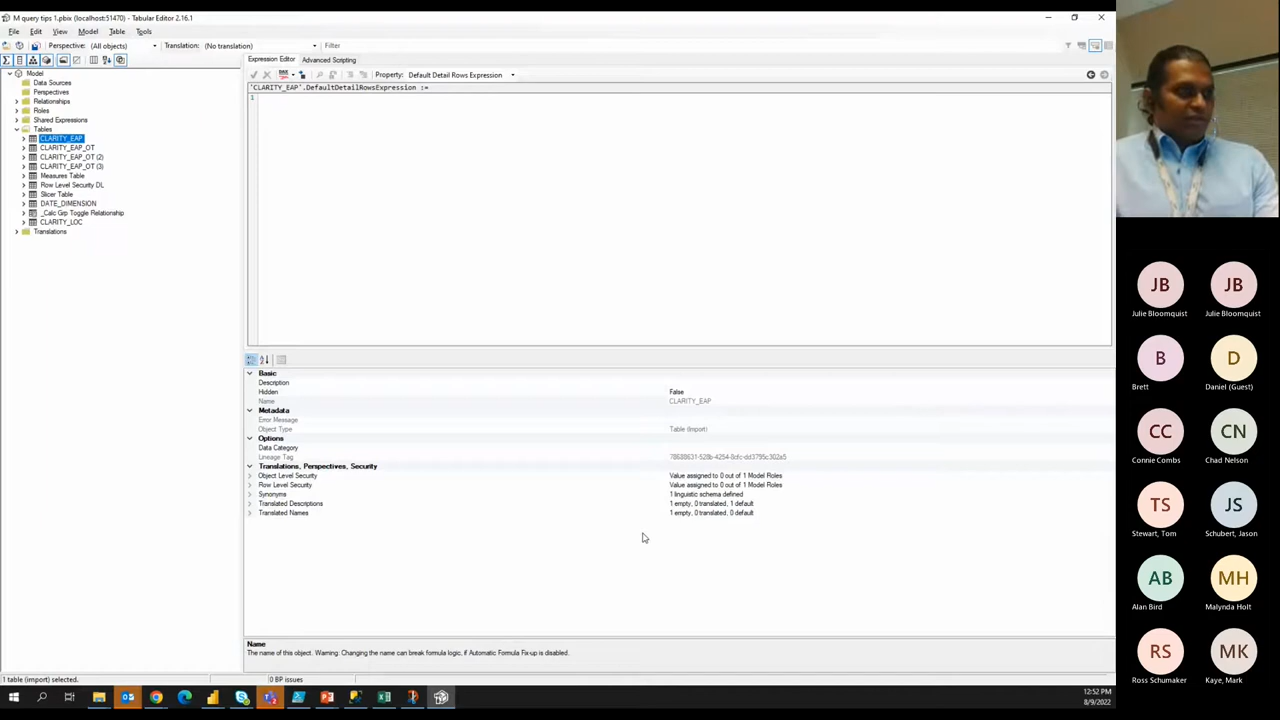 M query tips 1.pbix (localhost:51470) - Tabular Editor 2.16.1
File Edit View Model Table Tools
Perspective: (All objects) Translation: (No translation) Filter
Model
Data Sources
Perspectives
Relationships
Roles
Shared Expressions
Tables
CLARITY_EAP
CLARITY_EAP_OT
CLARITY_EAP_OT (2)
CLARITY_EAP_OT (3)
Measures Table
Row Level Security DL
Slicer Table
DATE_DIMENSION
_Calc Grp Toggle Relationship
CLARITY_LOC
Translations
Expression Editor Advanced Scripting
Property: Default Detail Rows Expression
'CLARITY_EAP'.DefaultDetailRowsExpression :=
1
Basic
Description
Hidden False
Name CLARITY_EAP
Metadata
Error Message
Object Type Table (Import)
Options
Data Category
Lineage Tag 78688631-528b-4254-8cfc-dd3795c302a5
Translations, Perspectives, Security
Object Level Security Value assigned to 0 out of 1 Model Roles
Row Level Security Value assigned to 0 out of 1 Model Roles
Synonyms 1 linguistic schema defined
Translated Descriptions 1 empty, 0 translated, 1 default
Translated Names 1 empty, 0 translated, 0 default
Name
The name of this object. Warning: Changing the name can break formula logic, if Automatic Formula Fix-up is disabled.
1 table (import) selected. 0 BP issues
12:52 PM
8/9/2022
JB JB
Julie Bloomquist Julie Bloomquist
B D
Brett Daniel (Guest)
CC CN
Connie Combs Chad Nelson
TS JS
Stewart, Tom Schubert, Jason
AB MH
Alan Bird Malynda Holt
RS MK
Ross Schumaker Kaye, Mark